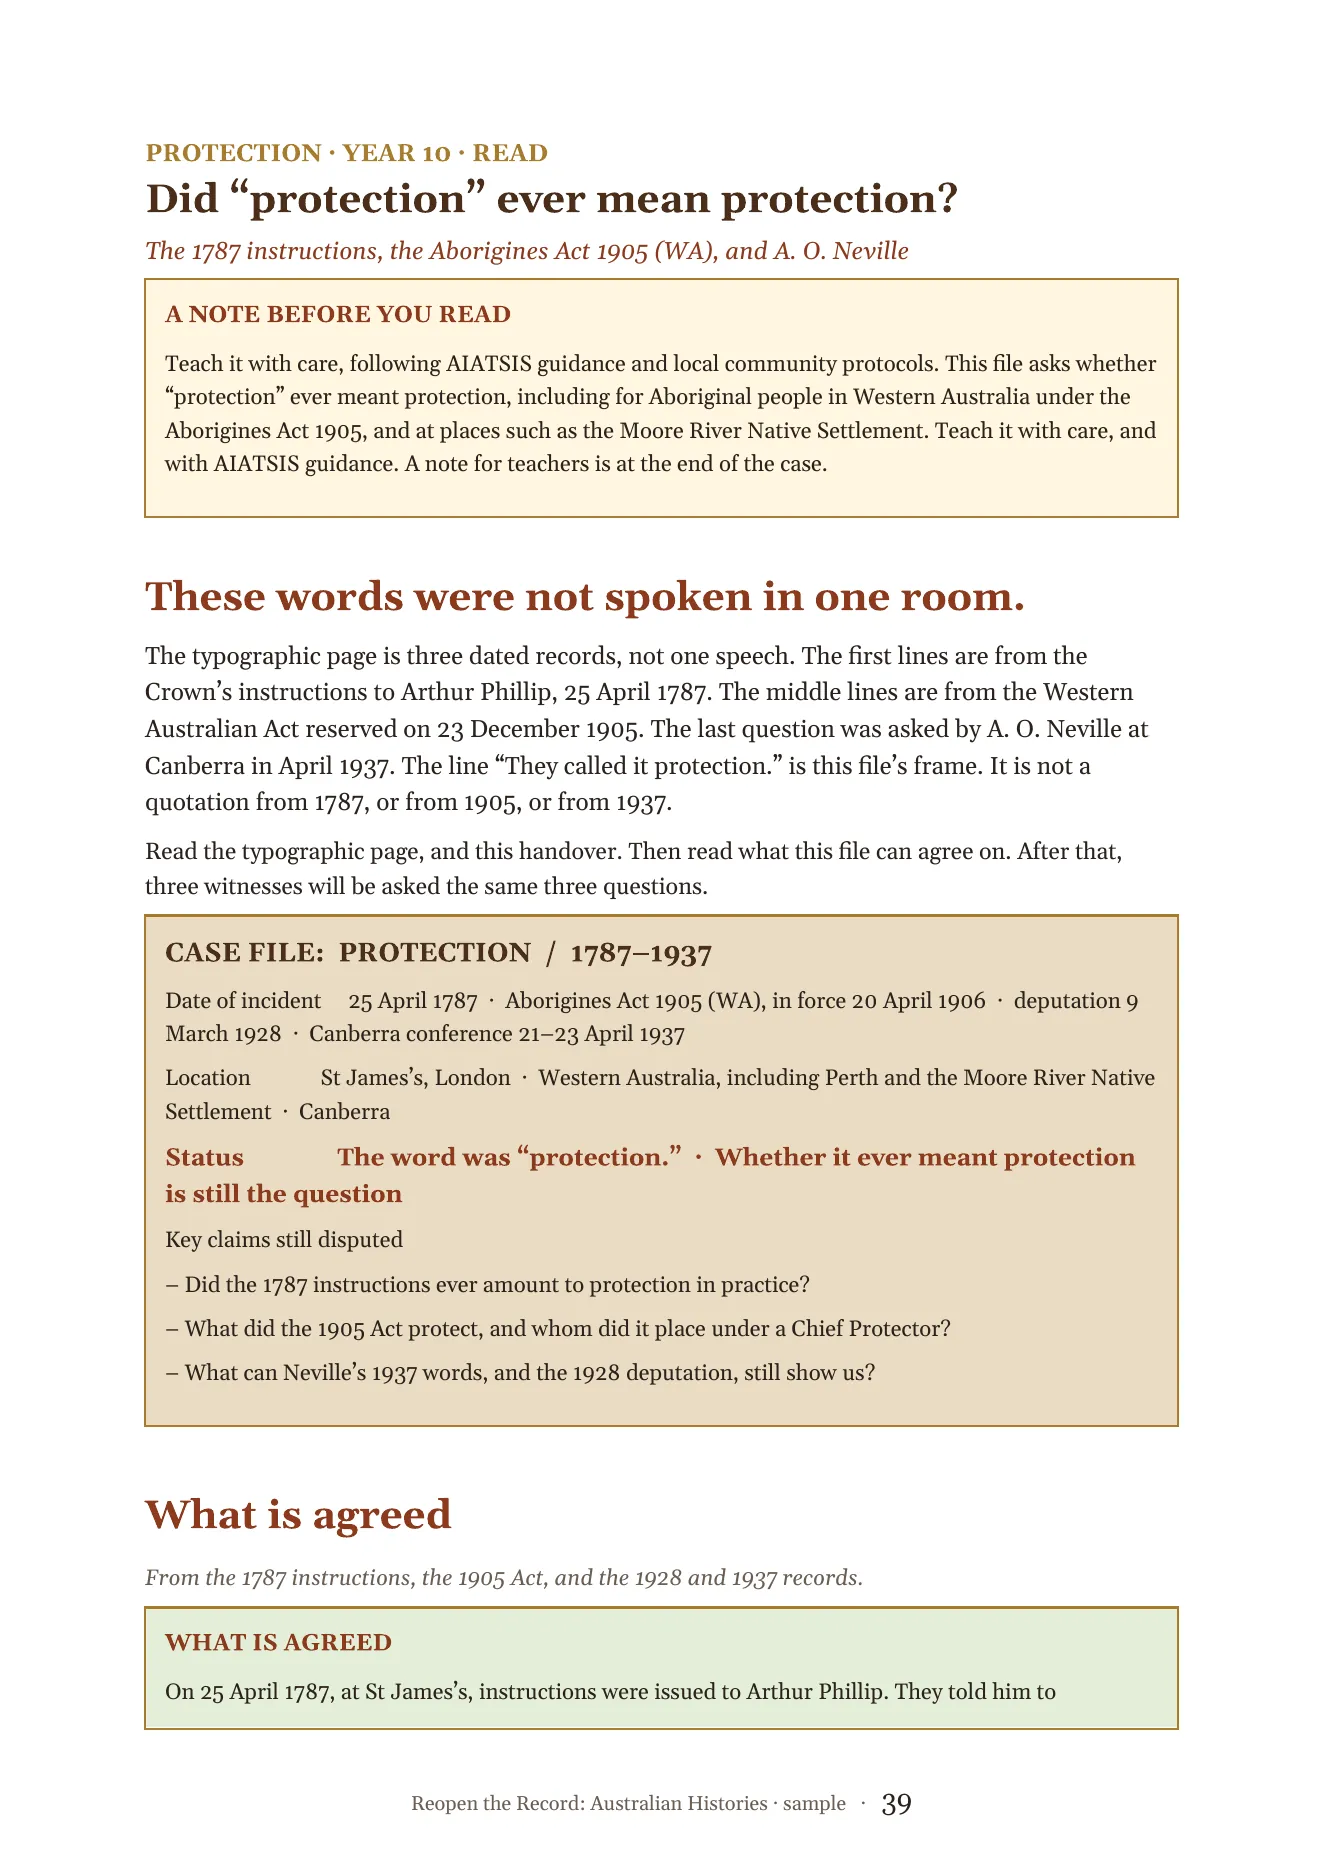 PROTECTION · YEAR 10 · READ
Did “protection” ever mean protection?
The 1787 instructions, the Aborigines Act 1905 (WA), and A. O. Neville
A NOTE BEFORE YOU READ
Teach it with care, following AIATSIS guidance and local community protocols. This file asks whether
“protection” ever meant protection, including for Aboriginal people in Western Australia under the
Aborigines Act 1905, and at places such as the Moore River Native Settlement. Teach it with care, and
with AIATSIS guidance. A note for teachers is at the end of the case.
These words were not spoken in one room.
The typographic page is three dated records, not one speech. The first lines are from the
Crown’s instructions to Arthur Phillip, 25 April 1787. The middle lines are from the Western
Australian Act reserved on 23 December 1905. The last question was asked by A. O. Neville at
Canberra in April 1937. The line “They called it protection.” is this file’s frame. It is not a
quotation from 1787, or from 1905, or from 1937.
Read the typographic page, and this handover. Then read what this file can agree on. After that,
three witnesses will be asked the same three questions.
CASE FILE: PROTECTION / 1787–1937
Date of incident 25 April 1787 · Aborigines Act 1905 (WA), in force 20 April 1906 · deputation 9
March 1928 · Canberra conference 21–23 April 1937
Location St James’s, London · Western Australia, including Perth and the Moore River Native
Settlement · Canberra
Status The word was “protection.” · Whether it ever meant protection
is still the question
Key claims still disputed
– Did the 1787 instructions ever amount to protection in practice?
– What did the 1905 Act protect, and whom did it place under a Chief Protector?
– What can Neville’s 1937 words, and the 1928 deputation, still show us?
What is agreed
From the 1787 instructions, the 1905 Act, and the 1928 and 1937 records.
WHAT IS AGREED
On 25 April 1787, at St James’s, instructions were issued to Arthur Phillip. They told him to
Reopen the Record: Australian Histories · sample · 39